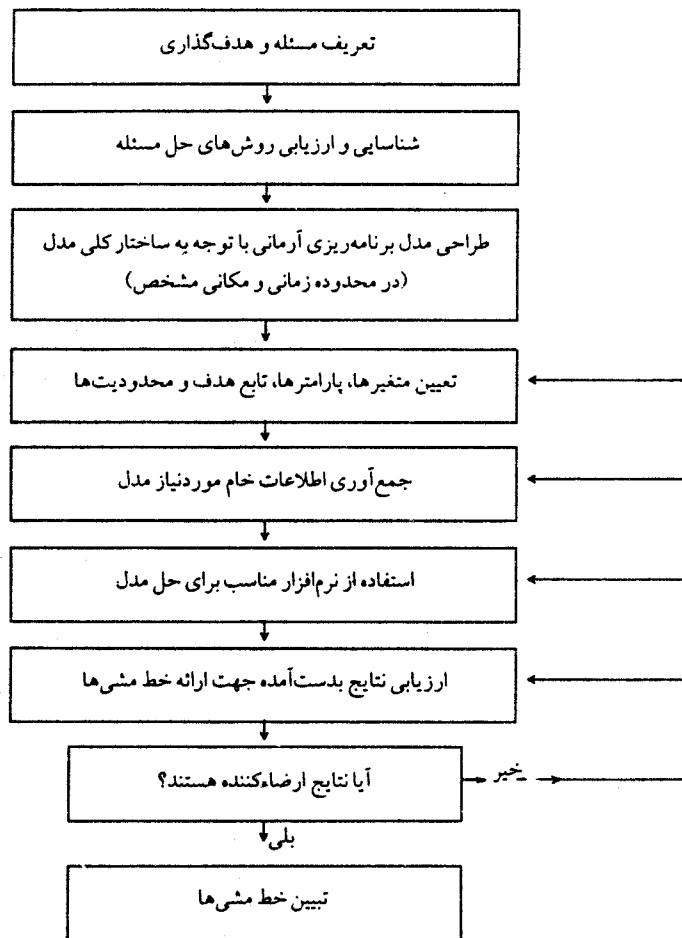 تعریف مسئله و هدف‌گذاری
شناسایی و ارزیابی روش‌های حل مسئله
طراحی مدل برنامه‌ریزی آرمانی با توجه به ساختار کلی مدل
(در محدوده زمانی و مکانی مشخص)
تعیین متغیرها، پارامترها، تابع هدف و محدودیت‌ها
جمع‌آوری اطلاعات خام موردنیاز مدل
استفاده از نرم‌افزار مناسب برای حل مدل
ارزیابی نتایج بدست‌آمده جهت ارائه خط مشی‌ها
آیا نتایج ارضاءکننده هستند؟
خیر
بلی
تبیین خط مشی‌ها